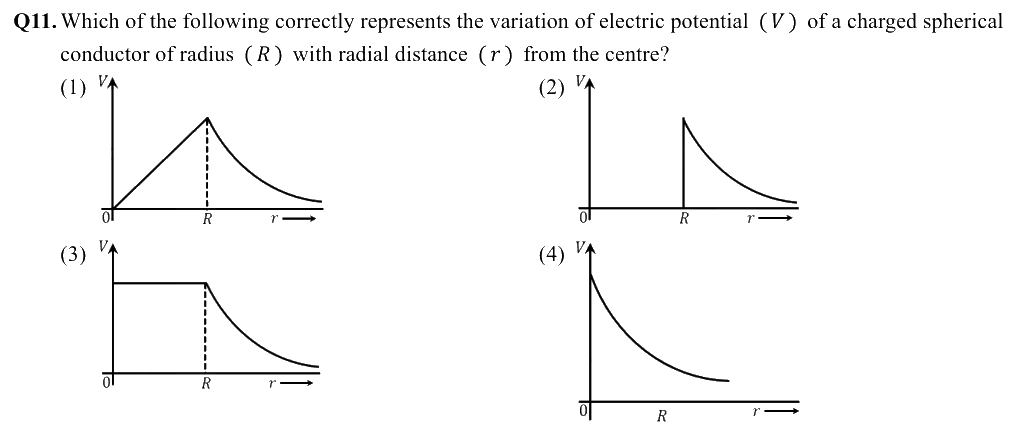 Q11. Which of the following correctly represents the variation of electric potential (V) of a charged spherical
conductor of radius (R) with radial distance (r) from the centre?
(1) V
0 R r
(2) V
0 R r
(3) V
0 R r
(4) V
0 R r